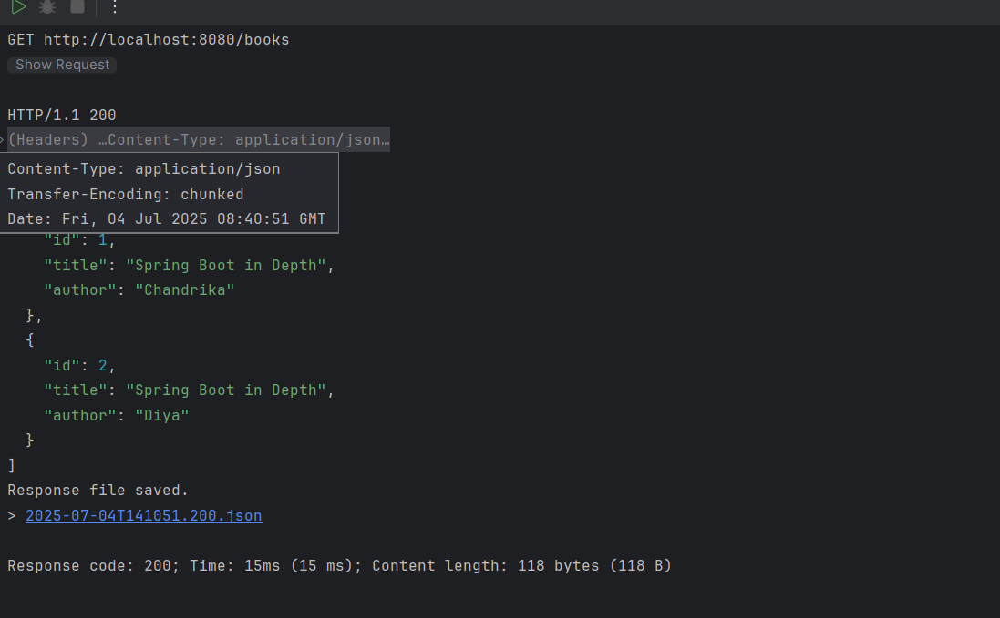 GET http://localhost:8080/books
Show Request
HTTP/1.1 200
(Headers) …Content-Type: application/json…
Content-Type: application/json
Transfer-Encoding: chunked
Date: Fri, 04 Jul 2025 08:40:51 GMT
"id": 1,
"title": "Spring Boot in Depth",
"author": "Chandrika"
},
{
"id": 2,
"title": "Spring Boot in Depth",
"author": "Diya"
}
]
Response file saved.
> 2025-07-04T141051.200.json
Response code: 200; Time: 15ms (15 ms); Content length: 118 bytes (118 B)